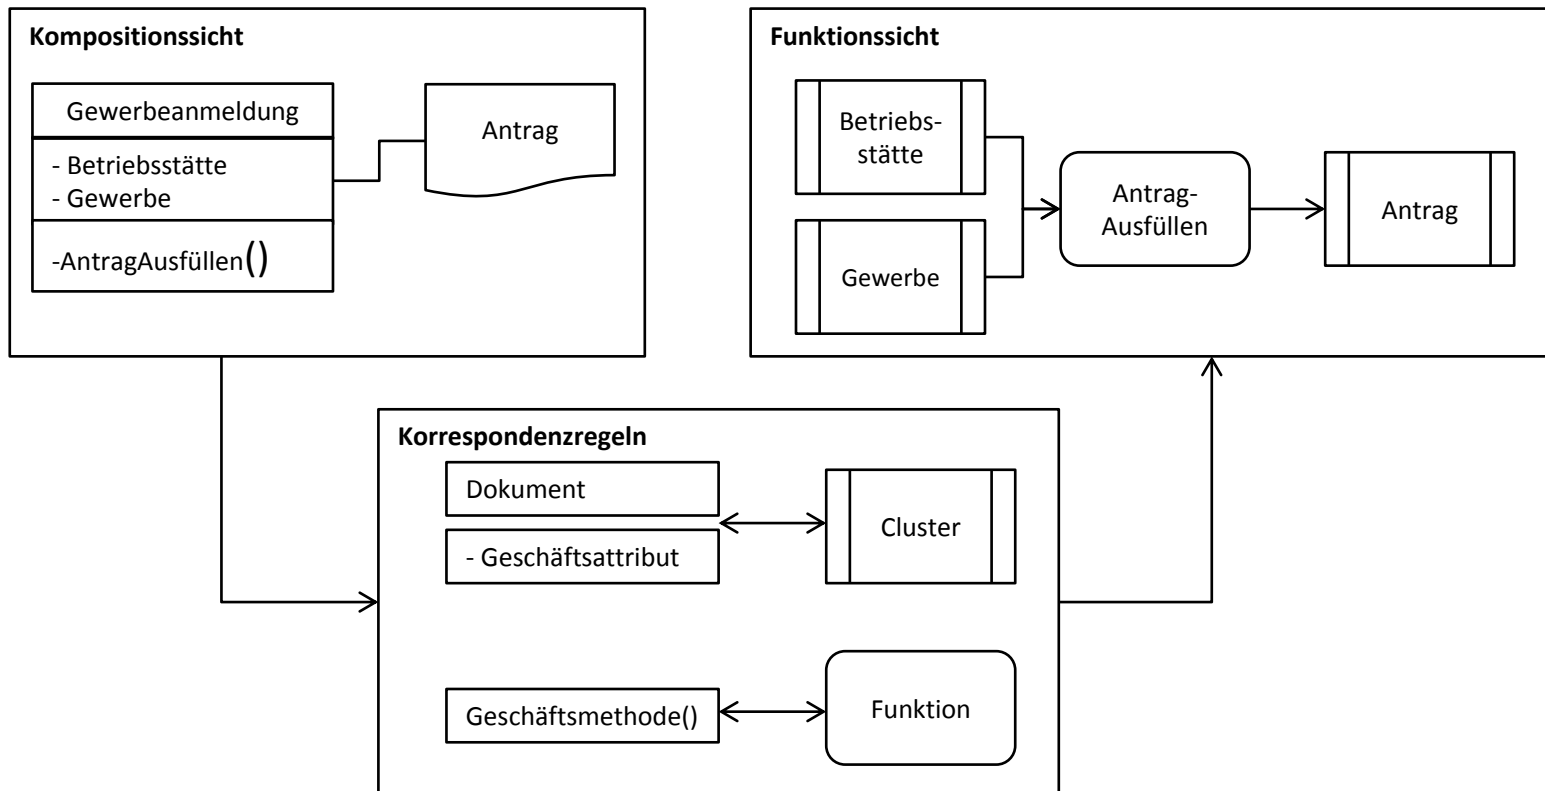 Kompositionssicht
Gewerbeanmeldung
- Betriebsstätte
- Gewerbe
-AntragAusfüllen()
Antrag
Funktionssicht
Betriebs-
stätte
Gewerbe
Antrag-
Ausfüllen
Antrag
Korrespondenzregeln
Dokument
- Geschäftsattribut
Cluster
Geschäftsmethode()
Funktion